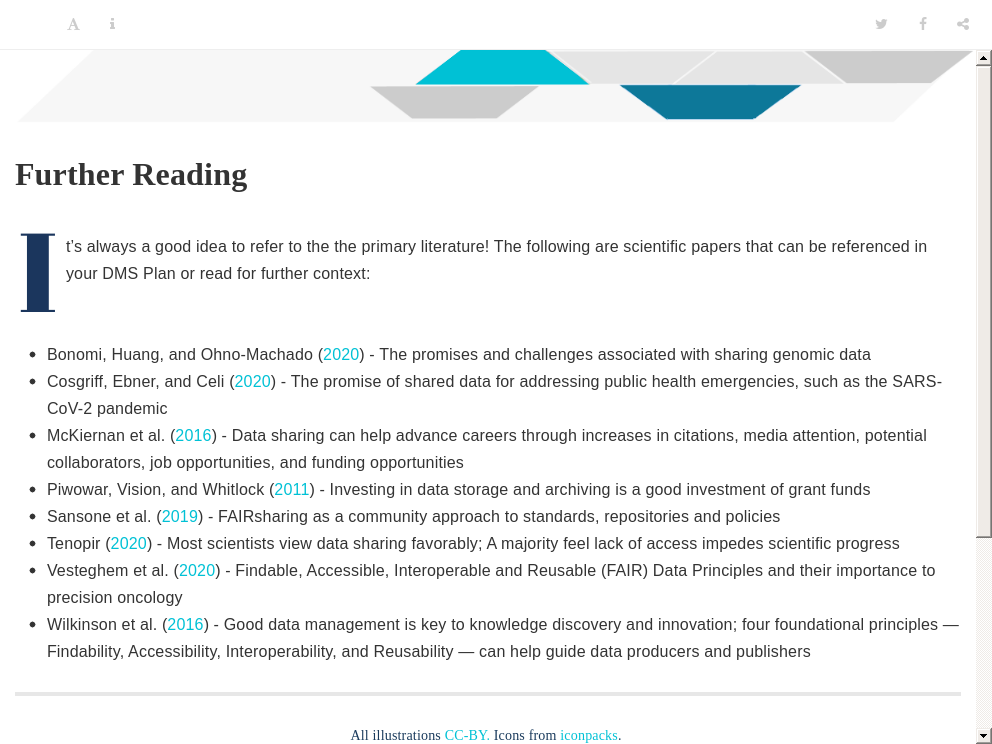 Further Reading
It's always a good idea to refer to the the primary literature! The following are scientific papers that can be referenced in
your DMS Plan or read for further context:
• Bonomi, Huang, and Ohno-Machado (2020) - The promises and challenges associated with sharing genomic data
• Cosgriff, Ebner, and Celi (2020) - The promise of shared data for addressing public health emergencies, such as the SARS-
CoV-2 pandemic
• McKiernan et al. (2016) - Data sharing can help advance careers through increases in citations, media attention, potential
collaborators, job opportunities, and funding opportunities
• Piwowar, Vision, and Whitlock (2011) - Investing in data storage and archiving is a good investment of grant funds
• Sansone et al. (2019) - FAIRsharing as a community approach to standards, repositories and policies
• Tenopir (2020) - Most scientists view data sharing favorably; A majority feel lack of access impedes scientific progress
• Vesteghem et al. (2020) - Findable, Accessible, Interoperable and Reusable (FAIR) Data Principles and their importance to
precision oncology
• Wilkinson et al. (2016) - Good data management is key to knowledge discovery and innovation; four foundational principles —
Findability, Accessibility, Interoperability, and Reusability — can help guide data producers and publishers
All illustrations CC-BY. Icons from iconpacks.